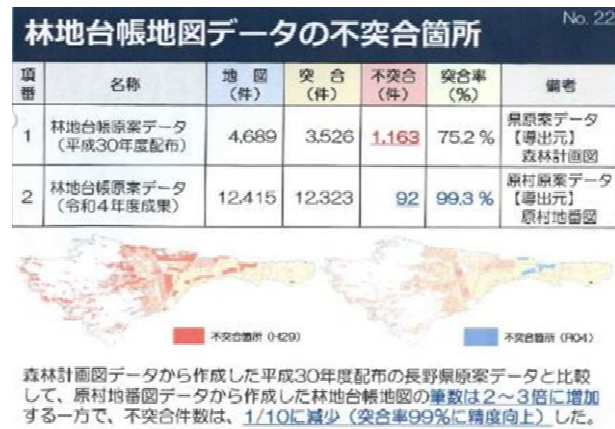 No. 22
林地台帳地図データの不突合箇所
項番 名称 地図(件) 突合(件) 不突合(件) 突合率(%) 備考
1 林地台帳原案データ(平成30年度配布) 4,689 3,526 1,163 75.2% 県原案データ【導出元】森林計画図
2 林地台帳原案データ(令和4年度成果) 12,415 12,323 92 99.3% 原村原案データ【導出元】原村地番図
不突合箇所(H29) 不突合箇所(R04)
森林計画図データから作成した平成30年度配布の長野県原案データと比較
して、原村地番図データから作成した林地台帳地図の筆数は2~3倍に増加
する一方で、不突合件数は、1/10に減少(突合率99%に精度向上)した。